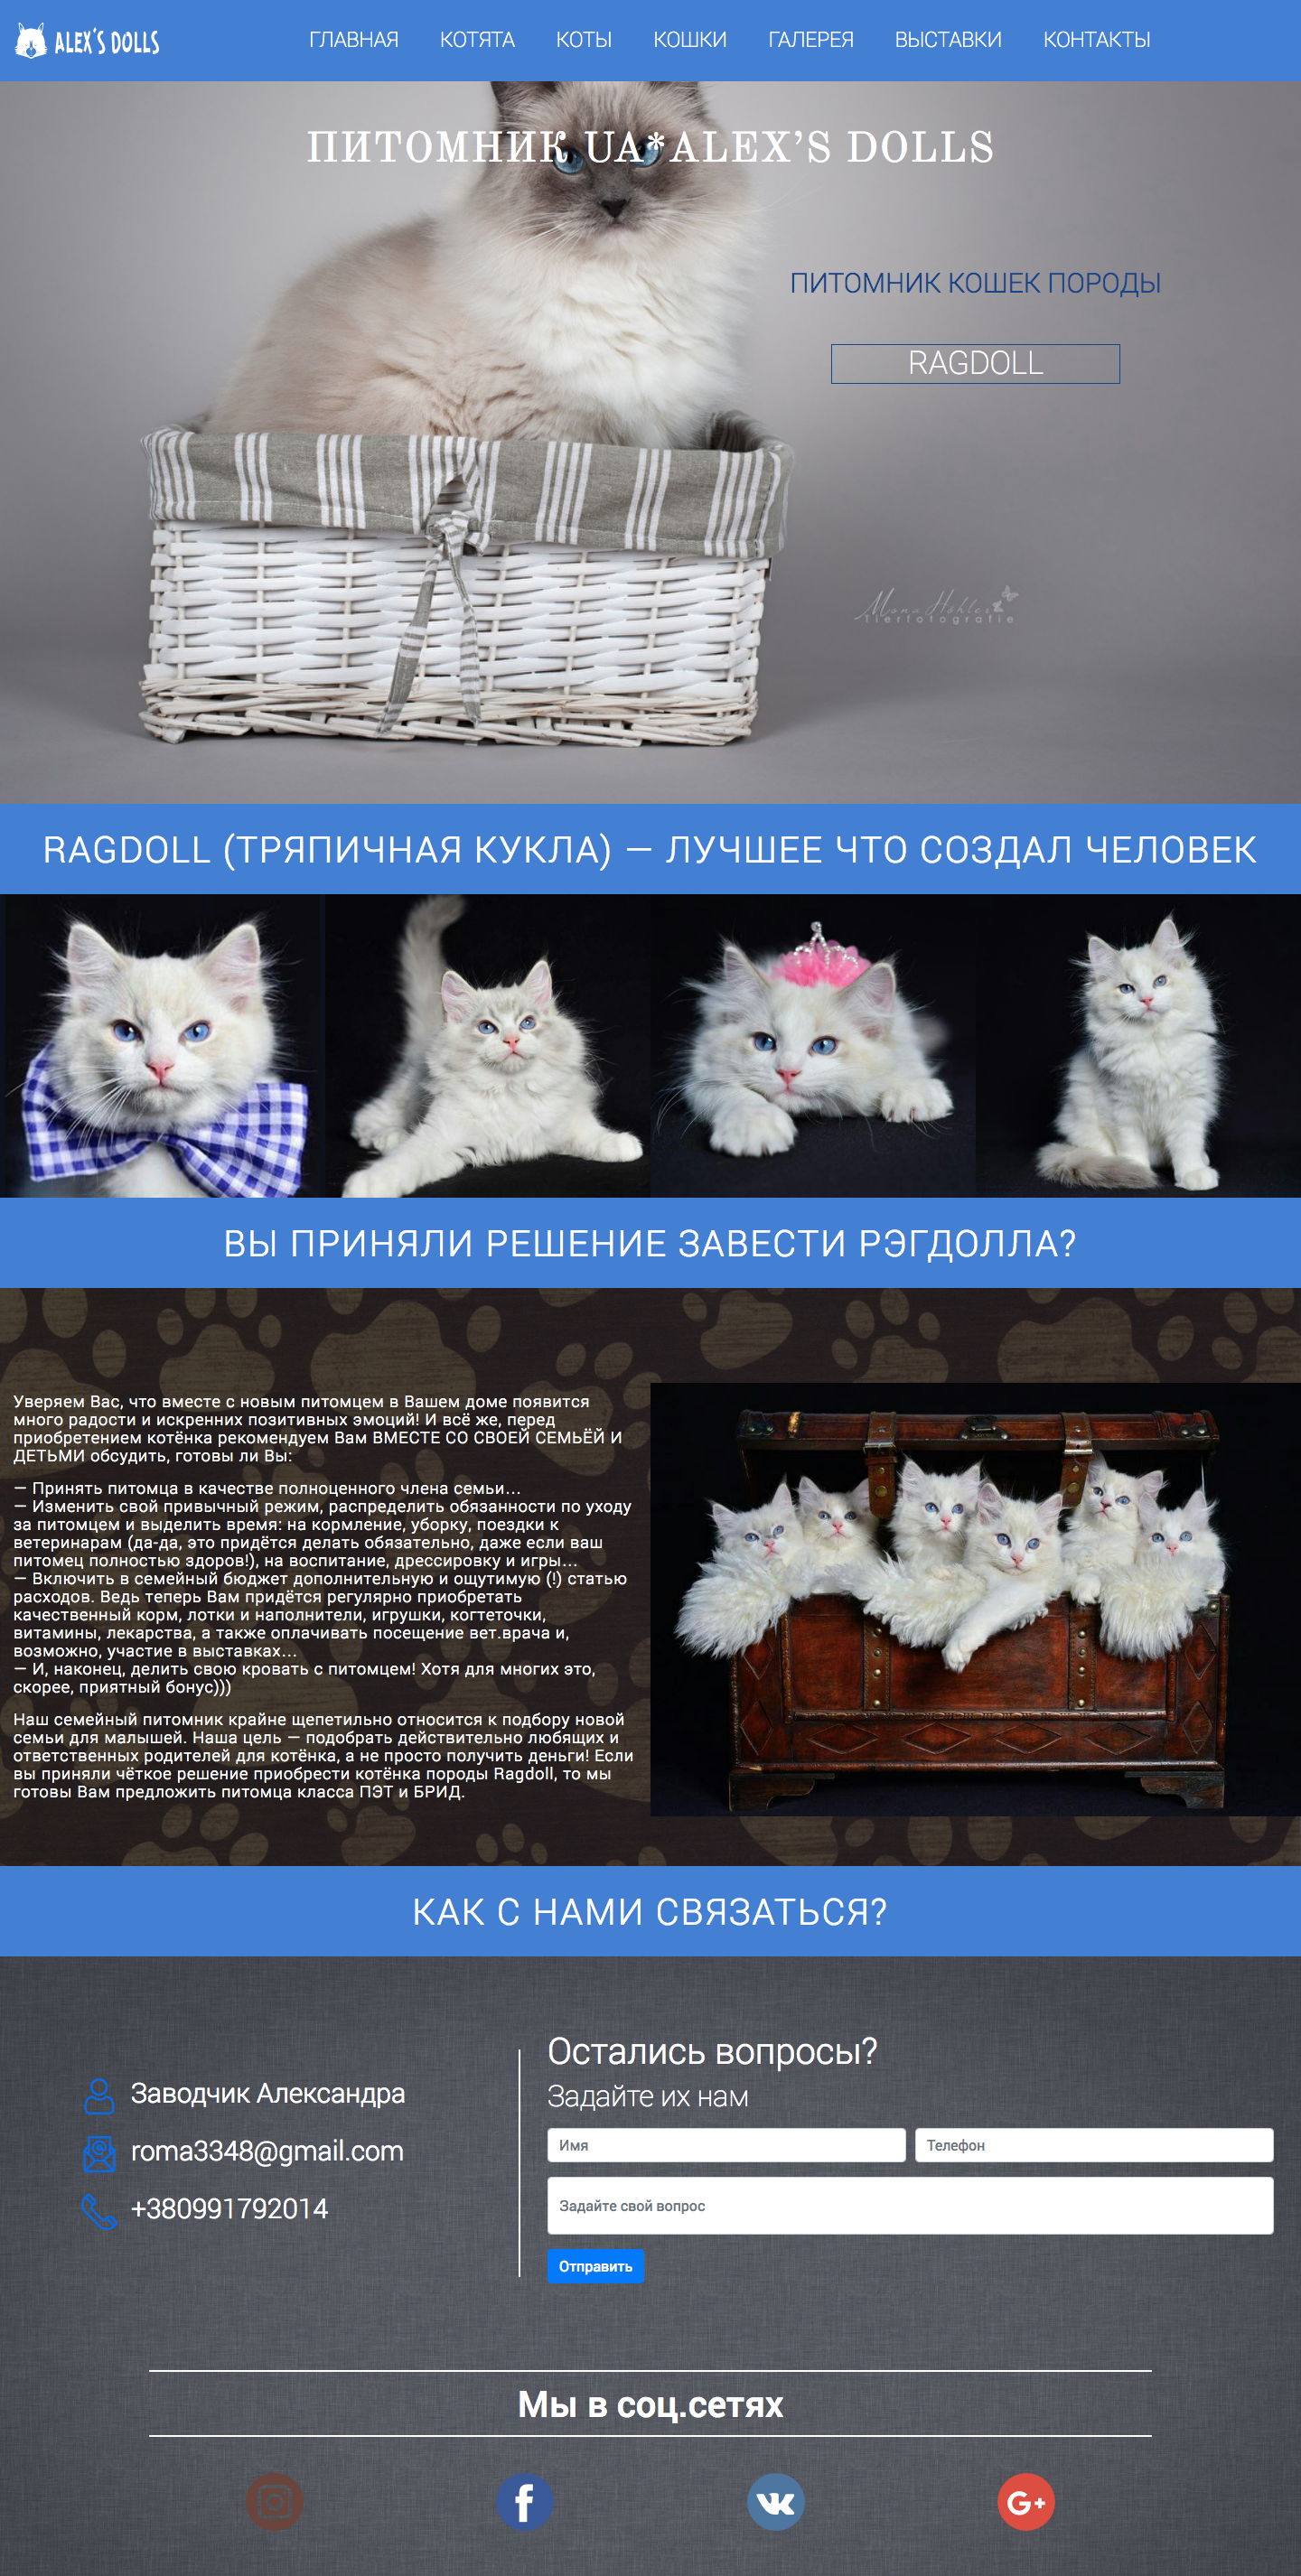 ALEX'S DOLLS
ГЛАВНАЯ КОТЯТА КОТЫ КОШКИ ГАЛЕРЕЯ ВЫСТАВКИ КОНТАКТЫ
ПИТОМНИК UA*ALEX’S DOLLS
ПИТОМНИК КОШЕК ПОРОДЫ
RAGDOLL
Mona Höhler
Tierfotografie
RAGDOLL (ТРЯПИЧНАЯ КУКЛА) — ЛУЧШЕЕ ЧТО СОЗДАЛ ЧЕЛОВЕК
ВЫ ПРИНЯЛИ РЕШЕНИЕ ЗАВЕСТИ РЭГДОЛЛА?
Уверяем Вас, что вместе с новым питомцем в Вашем доме появится
много радости и искренних позитивных эмоций! И всё же, перед
приобретением котёнка рекомендуем Вам ВМЕСТЕ СО СВОЕЙ СЕМЬЁЙ И
ДЕТЬМИ обсудить, готовы ли Вы:
— Принять питомца в качестве полноценного члена семьи…
— Изменить свой привычный режим, распределить обязанности по уходу
за питомцем и выделить время: на кормление, уборку, поездки к
ветеринарам (да-да, это придётся делать обязательно, даже если ваш
питомец полностью здоров!), на воспитание, дрессировку и игры…
— Включить в семейный бюджет дополнительную и ощутимую (!) статью
расходов. Ведь теперь Вам придётся регулярно приобретать
качественный корм, лотки и наполнители, игрушки, когтеточки,
витамины, лекарства, а также оплачивать посещение вет.врача и,
возможно, участие в выставках…
— И, наконец, делить свою кровать с питомцем! Хотя для многих это,
скорее, приятный бонус)))
Наш семейный питомник крайне щепетильно относится к подбору новой
семьи для малышей. Наша цель — подобрать действительно любящих и
ответственных родителей для котёнка, а не просто получить деньги! Если
вы приняли чёткое решение приобрести котёнка породы Ragdoll, то мы
готовы Вам предложить питомца класса ПЭТ и БРИД.
КАК С НАМИ СВЯЗАТЬСЯ?
Заводчик Александра
roma3348@gmail.com
+380991792014
Остались вопросы?
Задайте их нам
Имя Телефон
Задайте свой вопрос
Отправить
Мы в соц.сетях